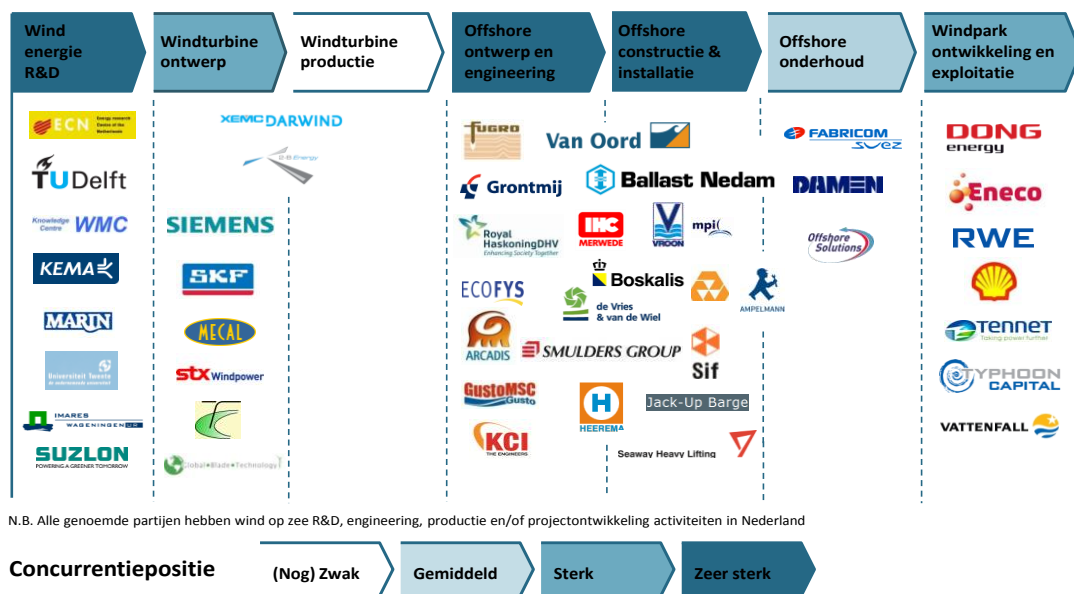 Wind
energie
R&D
Windturbine
ontwerp
Windturbine
productie
Offshore
ontwerp en
engineering
Offshore
constructie &
installatie
Offshore
onderhoud
Windpark
ontwikkeling en
exploitatie
ECN
Energy research
Centre of the
Netherlands
TU Delft
Knowledge
Centre
WMC
KEMA
MARIN
Universiteit Twente
de ondernemende universiteit
IMARES
WAGENINGEN UR
SUZLON
POWERING A GREENER TOMORROW
XEMC DARWIND
2-B Energy
SIEMENS
SKF
MECAL
stx Windpower
Global Blade Technology
FUGRO
Grontmij
Royal
HaskoningDHV
Enhancing Society Together
ECOFYS
ARCADIS
GustoMSC
Gusto
KCI
THE ENGINEERS
Van Oord
Ballast Nedam
IHC
MERWEDE
V
VROON
mpi
Boskalis
de Vries
& van de Wiel
AMPELMANN
SMULDERS GROUP
Sif
H
HEEREMA
Jack-Up Barge
Seaway Heavy Lifting
FABRICOM
SUEZ
DAMEN
Offshore
Solutions
DONG
energy
Eneco
RWE
TENNET
Taking power further
TYPHOON
CAPITAL
VATTENFALL
N.B. Alle genoemde partijen hebben wind op zee R&D, engineering, productie en/of projectontwikkeling activiteiten in Nederland
Concurrentiepositie
(Nog) Zwak
Gemiddeld
Sterk
Zeer sterk